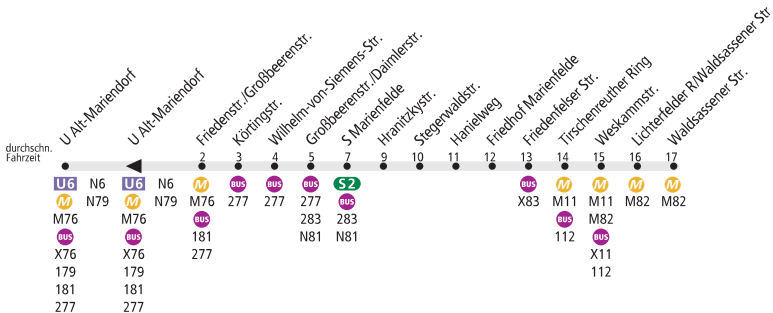 U Alt-Mariendorf
U Alt-Mariendorf
Friedenstr./Großbeerenstr.
Körtingstr.
Wilhelm-von-Siemens-Str.
Großbeerenstr./Daimlerstr.
S Marienfelde
Hranitzkystr.
Stegerwaldstr.
Hanielweg
Friedhof Marienfelde
Friedenfelser Str.
Tirschenreuther Ring
Weskammstr.
Lichterfelder R/Waldsassener Str
Waldsassener Str.
durchschn.
Fahrzeit
2 3 4 5 7 9 10 11 12 13 14 15 16 17
U6 N6
M N79
M76
BUS
X76
179
181
277
U6 N6
M N79
M76
BUS
X76
179
181
277
M
M76
BUS
181
277
BUS
277
BUS
277
BUS
277
283
N81
S2
BUS
283
N81
BUS
X83
M
M11
BUS
112
M
M11
M82
BUS
X11
112
M
M82
M
M82